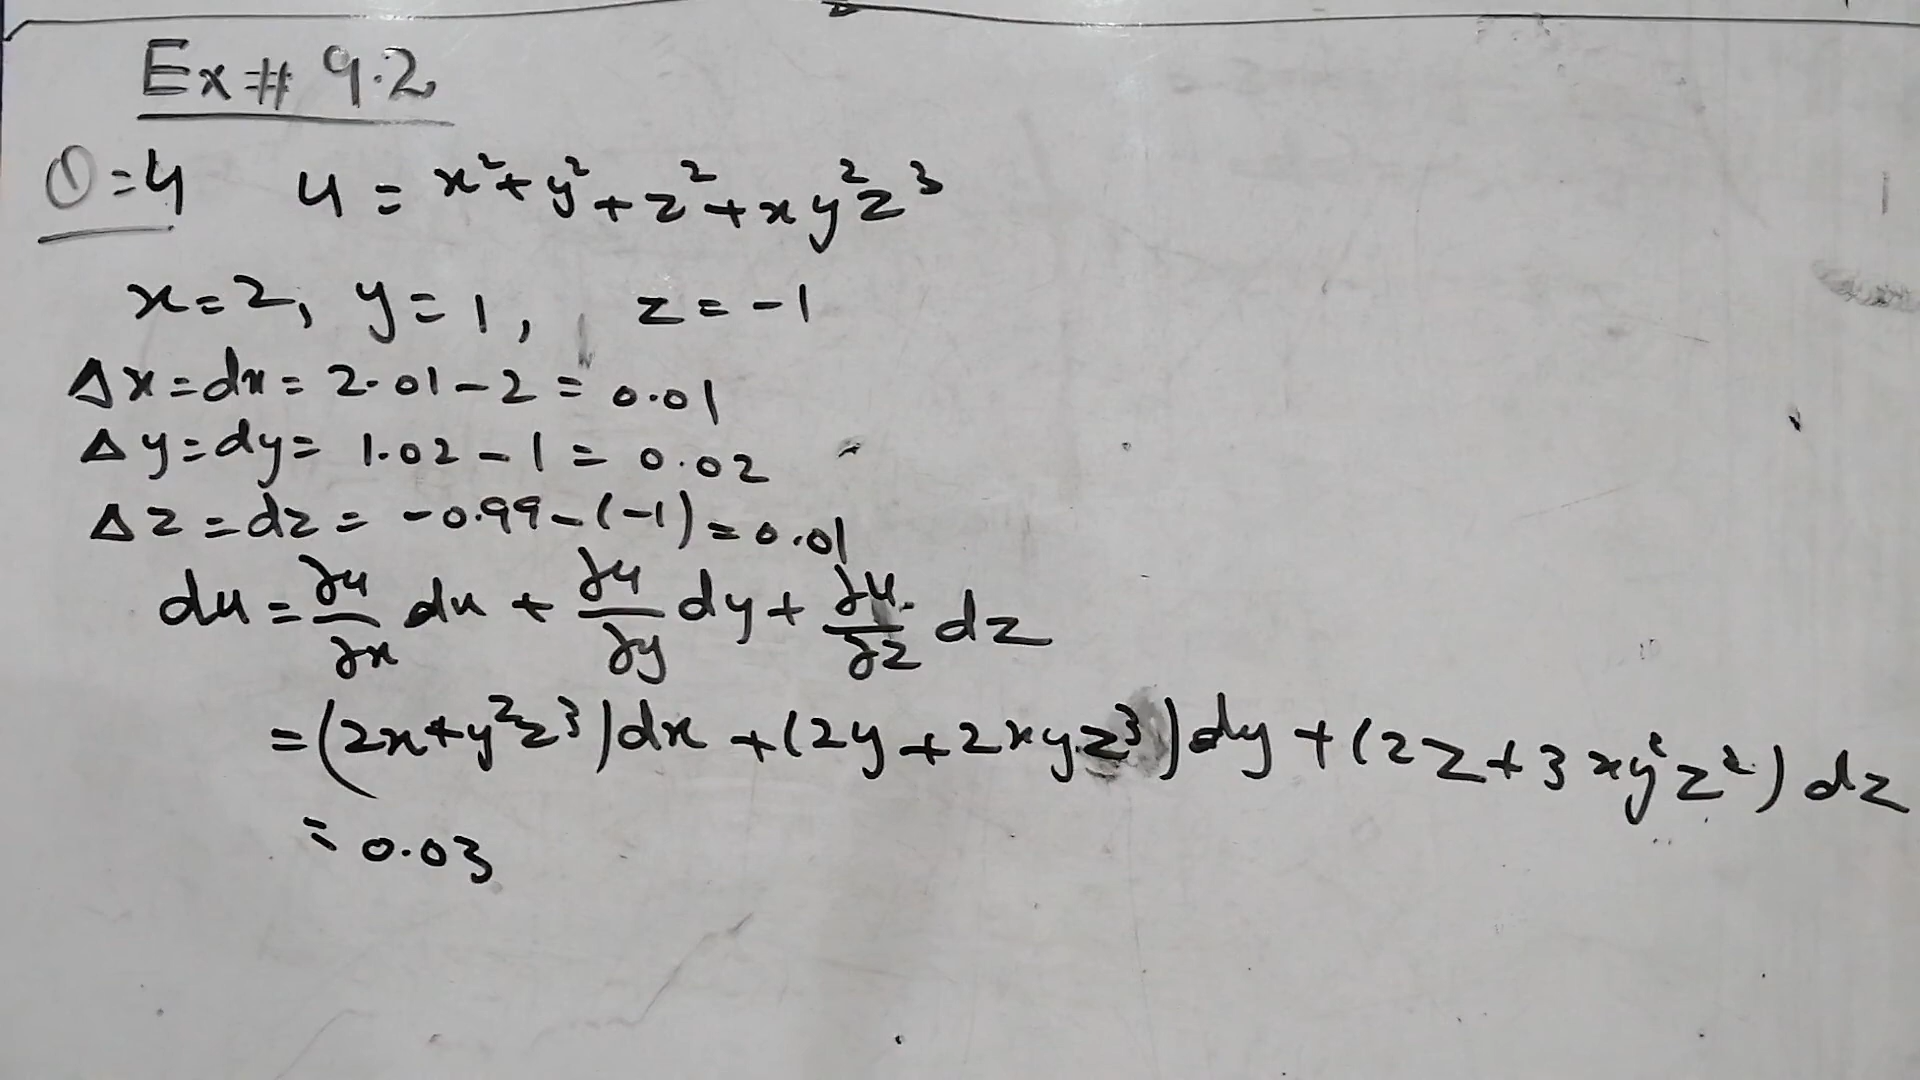 Ex# 9.2
①=4 u = x²+y²+z²+xy²z³
x=2, y=1, z=-1
Δx=dx=2.01-2=0.01
Δy=dy=1.02-1=0.02
Δz=dz=-0.99-(-1)=0.01
du=∂u/∂x dx + ∂u/∂y dy + ∂u/∂z dz
=(2x+y²z³)dx+(2y+2xyz³)dy+(2z+3xy²z²)dz
=0.03